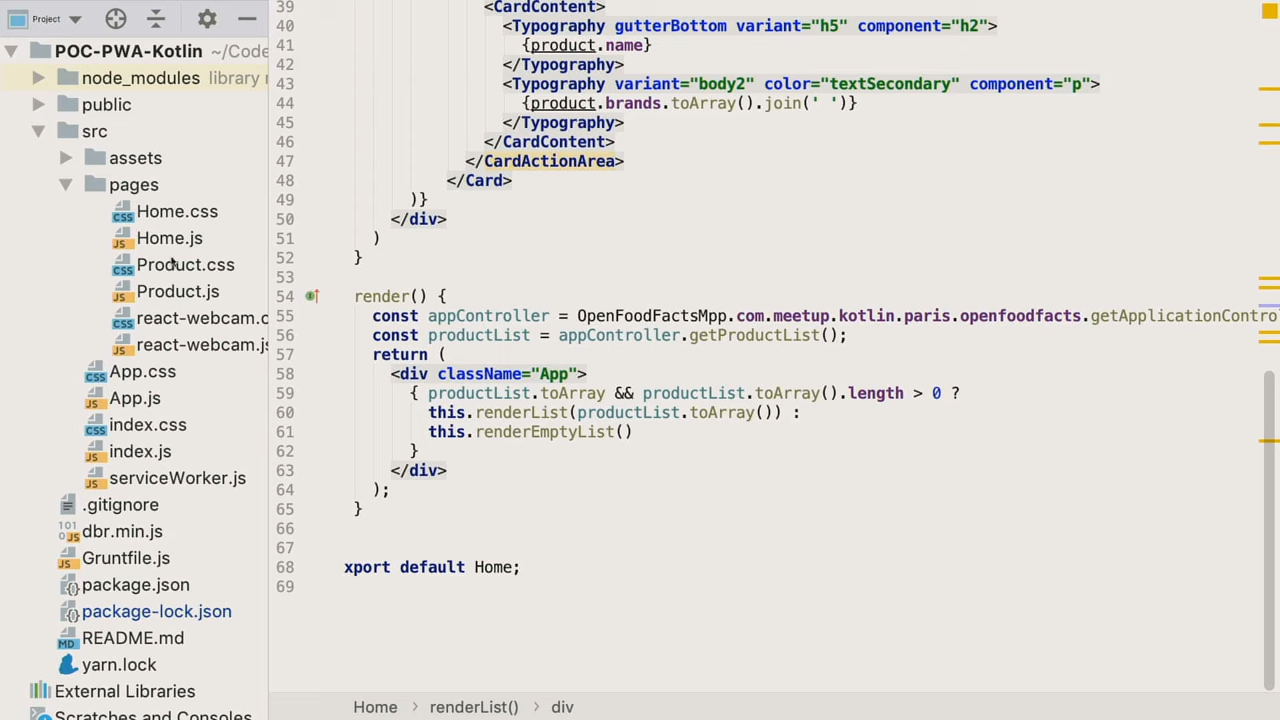 Project
POC-PWA-Kotlin ~/Code
node_modules library r
public
src
assets
pages
Home.css
Home.js
Product.css
Product.js
react-webcam.c
react-webcam.js
App.css
App.js
index.css
index.js
serviceWorker.js
.gitignore
dbr.min.js
Gruntfile.js
package.json
package-lock.json
README.md
yarn.lock
External Libraries
Scratches and Consoles
39 <CardContent>
40 <Typography gutterBottom variant="h5" component="h2">
41 {product.name}
42 </Typography>
43 <Typography variant="body2" color="textSecondary" component="p">
44 {product.brands.toArray().join(' ')}
45 </Typography>
46 </CardContent>
47 </CardActionArea>
48 </Card>
49 )}
50 </div>
51 )
52 }
53
54 render() {
55 const appController = OpenFoodFactsMpp.com.meetup.kotlin.paris.openfoodfacts.getApplicationContro
56 const productList = appController.getProductList();
57 return (
58 <div className="App">
59 { productList.toArray && productList.toArray().length > 0 ?
60 this.renderList(productList.toArray()) :
61 this.renderEmptyList()
62 }
63 </div>
64 );
65 }
66
67
68 xport default Home;
69
Home > renderList() > div